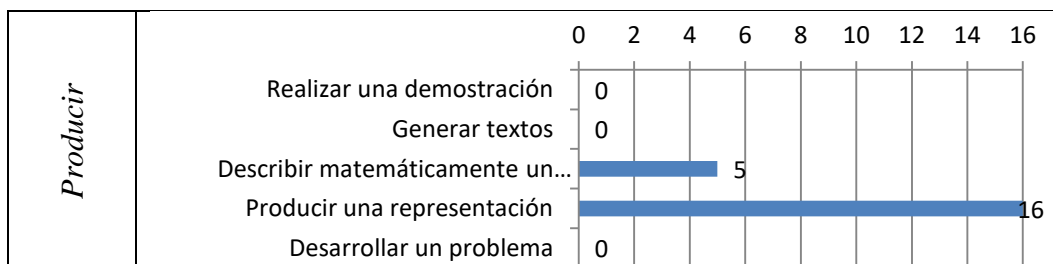 Producir
0 2 4 6 8 10 12 14 16
Realizar una demostración 0
Generar textos 0
Describir matemáticamente un... 5
Producir una representación 16
Desarrollar un problema 0